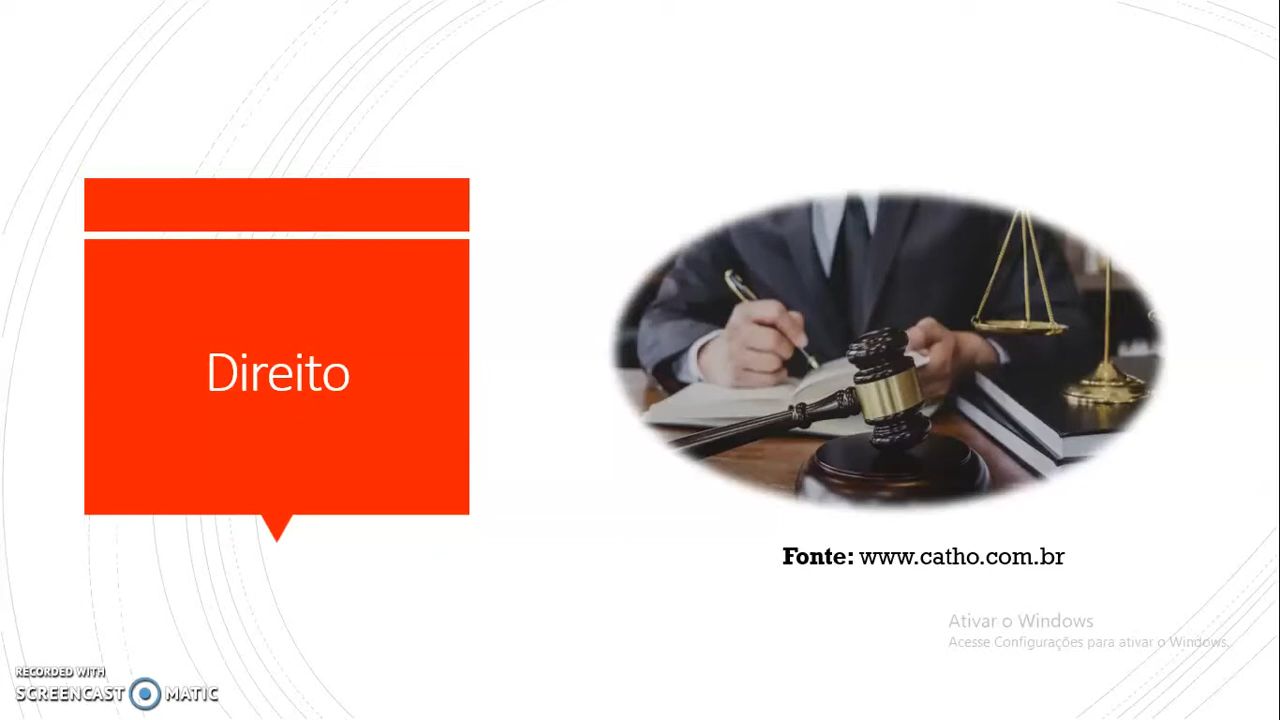 Direito
Fonte: www.catho.com.br
Ativar o Windows
Acesse Configurações para ativar o Windows.
RECORDED WITH
SCREENCAST MATIC